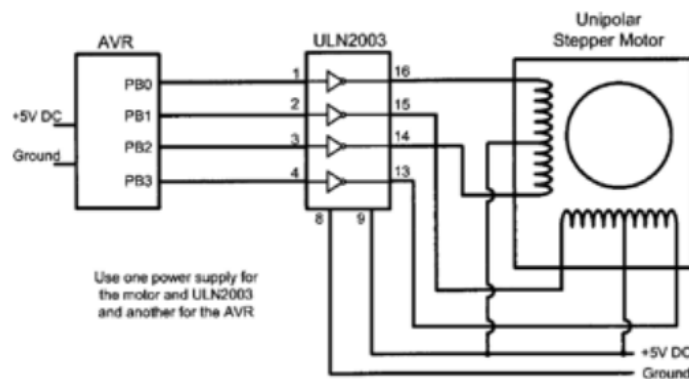 AVR
ULN2003
Unipolar
Stepper Motor
+5V DC
Ground
PB0
PB1
PB2
PB3
1
2
3
4
16
15
14
13
8
9
Use one power supply for
the motor and ULN2003
and another for the AVR
+5V DC
Ground